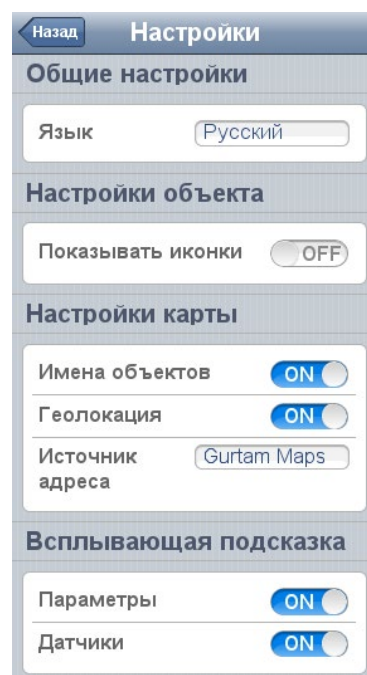 Назад
Настройки
Общие настройки
Язык
Русский
Настройки объекта
Показывать иконки
OFF
Настройки карты
Имена объектов
ON
Геолокация
ON
Источник
адреса
Gurtam Maps
Всплывающая подсказка
Параметры
ON
Датчики
ON